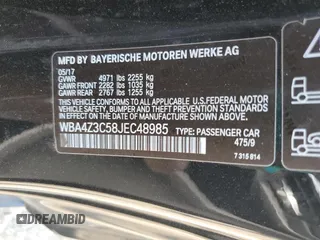 MFD. BY BAYERISCHE MOTOREN WERKE AG
05/17
GVWR 4971 lbs 2255 kg
GAWR FRONT 2282 lbs 1035 kg
GAWR REAR 2767 lbs 1255 kg
THIS VEHICLE CONFORMS TO ALL APPLICABLE
U.S. FEDERAL MOTOR VEHICLE
SAFETY, BUMPER, AND THEFT
PREVENTION STANDARDS IN EFFECT
ON THE DATE OF MANUFACTURE
SHOWN ABOVE.
WBA4Z3C58JEC48985 TYPE: PASSENGER CAR
475/9
7 315 614
© DREAMBID